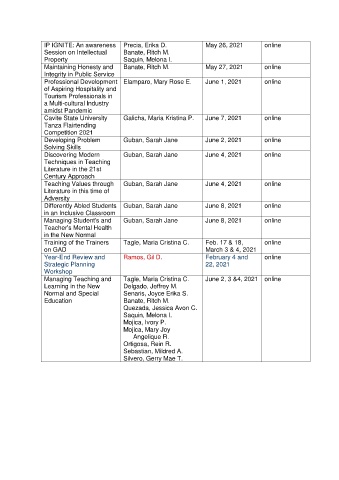 IP IGNITE: An awareness Session on Intellectual Property
Precia, Erika D.
Banate, Ritch M.
Saquin, Melona I.
May 26, 2021
online
Maintaining Honesty and Integrity in Public Service
Banate, Ritch M.
May 27, 2021
online
Professional Development of Aspiring Hospitality and Tourism Professionals in a Multi-cultural Industry amidst Pandemic
Elamparo, Mary Rose E.
June 1, 2021
online
Cavite State University Tanza Flairtending Competition 2021
Galicha, Maria Kristina P.
June 7, 2021
online
Developing Problem Solving Skills
Guban, Sarah Jane
June 2, 2021
online
Discovering Modern Techniques in Teaching Literature in the 21st Century Approach
Guban, Sarah Jane
June 4, 2021
online
Teaching Values through Literature in this time of Adversity
Guban, Sarah Jane
June 4, 2021
online
Differently Abled Students in an Inclusive Classroom
Guban, Sarah Jane
June 8, 2021
online
Managing Student's and Teacher's Mental Health in the New Normal
Guban, Sarah Jane
June 8, 2021
online
Training of the Trainers on GAD
Tagle, Maria Cristina C.
Feb. 17 & 18, March 3 & 4, 2021
online
Year-End Review and Strategic Planning Workshop
Ramos, Gil D.
February 4 and 22, 2021
online
Managing Teaching and Learning in the New Normal and Special Education
Tagle, Maria Cristina C.
Delgado, Joffrey M.
Senaris, Joyce Erika S.
Banate, Ritch M.
Quezada, Jessica Avon C.
Saquin, Melona I.
Mojica, Ivory P.
Mojica, Mary Joy Angelique R.
Ortigosa, Rein R.
Sebastian, Mildred A.
Silvero, Gerry Mae T.
June 2, 3 &4, 2021
online